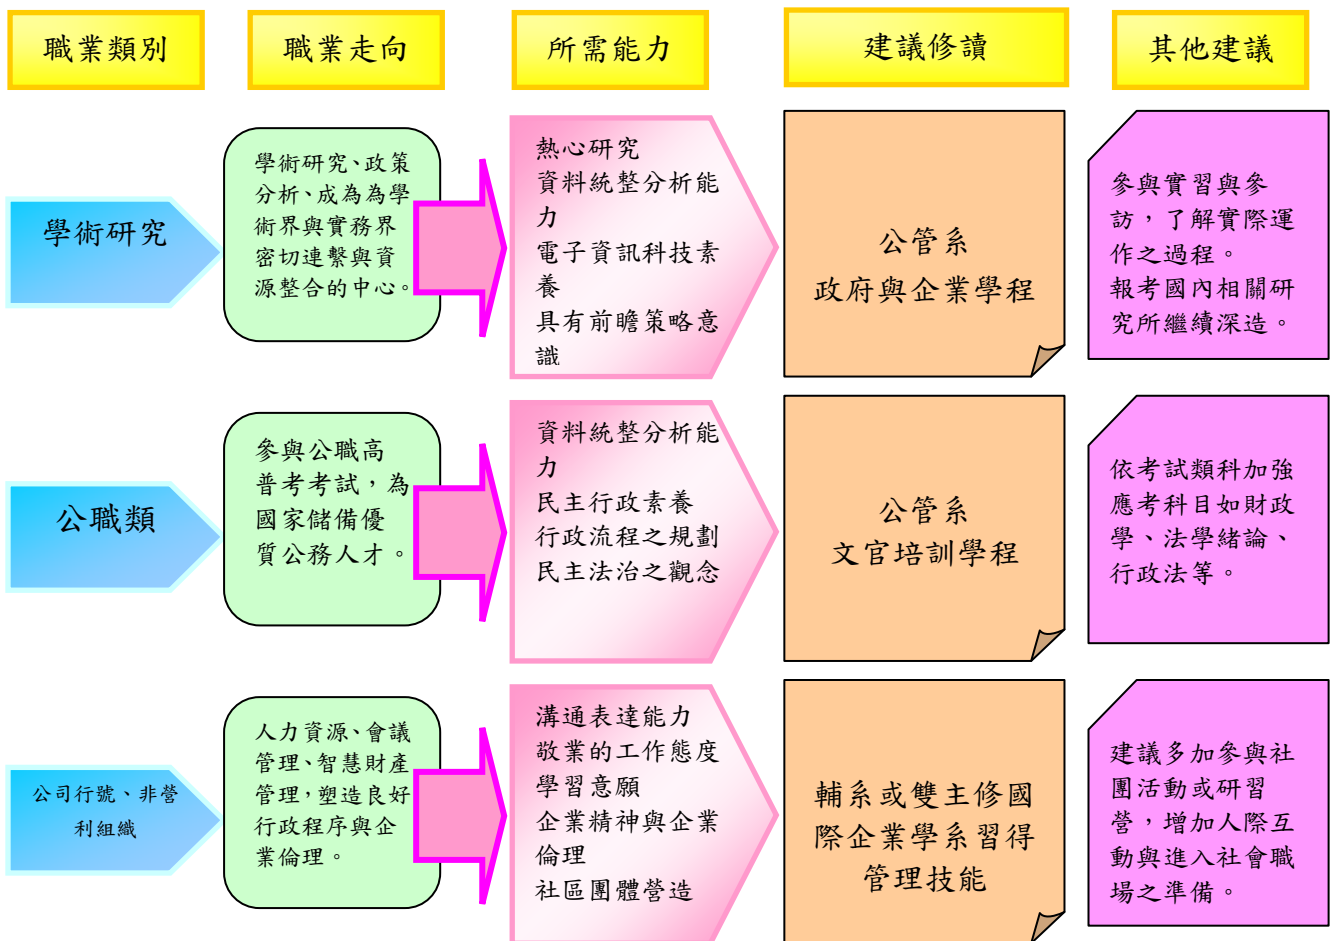 職業類別
職業走向
所需能力
建議修讀
其他建議
學術研究
學術研究、政策
分析、成為為學
術界與實務界
密切連繫與資
源整合的中心。
熱心研究
資料統整分析能
力
電子資訊科技素
養
具有前瞻策略意
識
公管系
政府與企業學程
參與實習與參
訪，了解實際運
作之過程。
報考國內相關研
究所繼續深造。
公職類
參與公職高
普考考試，為
國家儲備優
質公務人才。
資料統整分析能
力
民主行政素養
行政流程之規劃
民主法治之觀念
公管系
文官培訓學程
依考試類科加強
應考科目如財政
學、法學緒論、
行政法等。
公司行號、非營
利組織
人力資源、會議
管理、智慧財產
管理，塑造良好
行政程序與企
業倫理。
溝通表達能力
敬業的工作態度
學習意願
企業精神與企業
倫理
社區團體營造
輔系或雙主修國
際企業學系習得
管理技能
建議多加參與社
團活動或研習
營，增加人際互
動與進入社會職
場之準備。